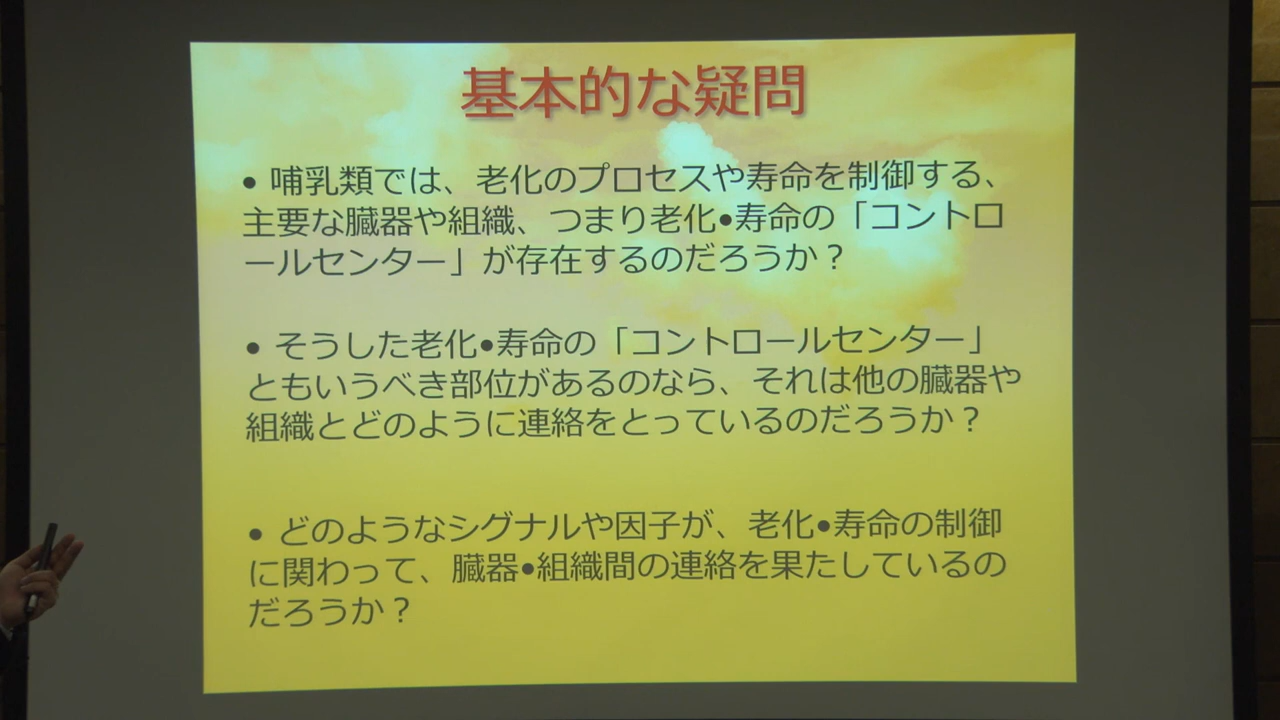 基本的な疑問
• 哺乳類では、老化のプロセスや寿命を制御する、
主要な臓器や組織、つまり老化•寿命の「コントロ
ールセンター」が存在するのだろうか？
• そうした老化•寿命の「コントロールセンター」
ともいうべき部位があるのなら、それは他の臓器や
組織とどのように連絡をとっているのだろうか？
• どのようなシグナルや因子が、老化•寿命の制御
に関わって、臓器•組織間の連絡を果たしているの
だろうか？